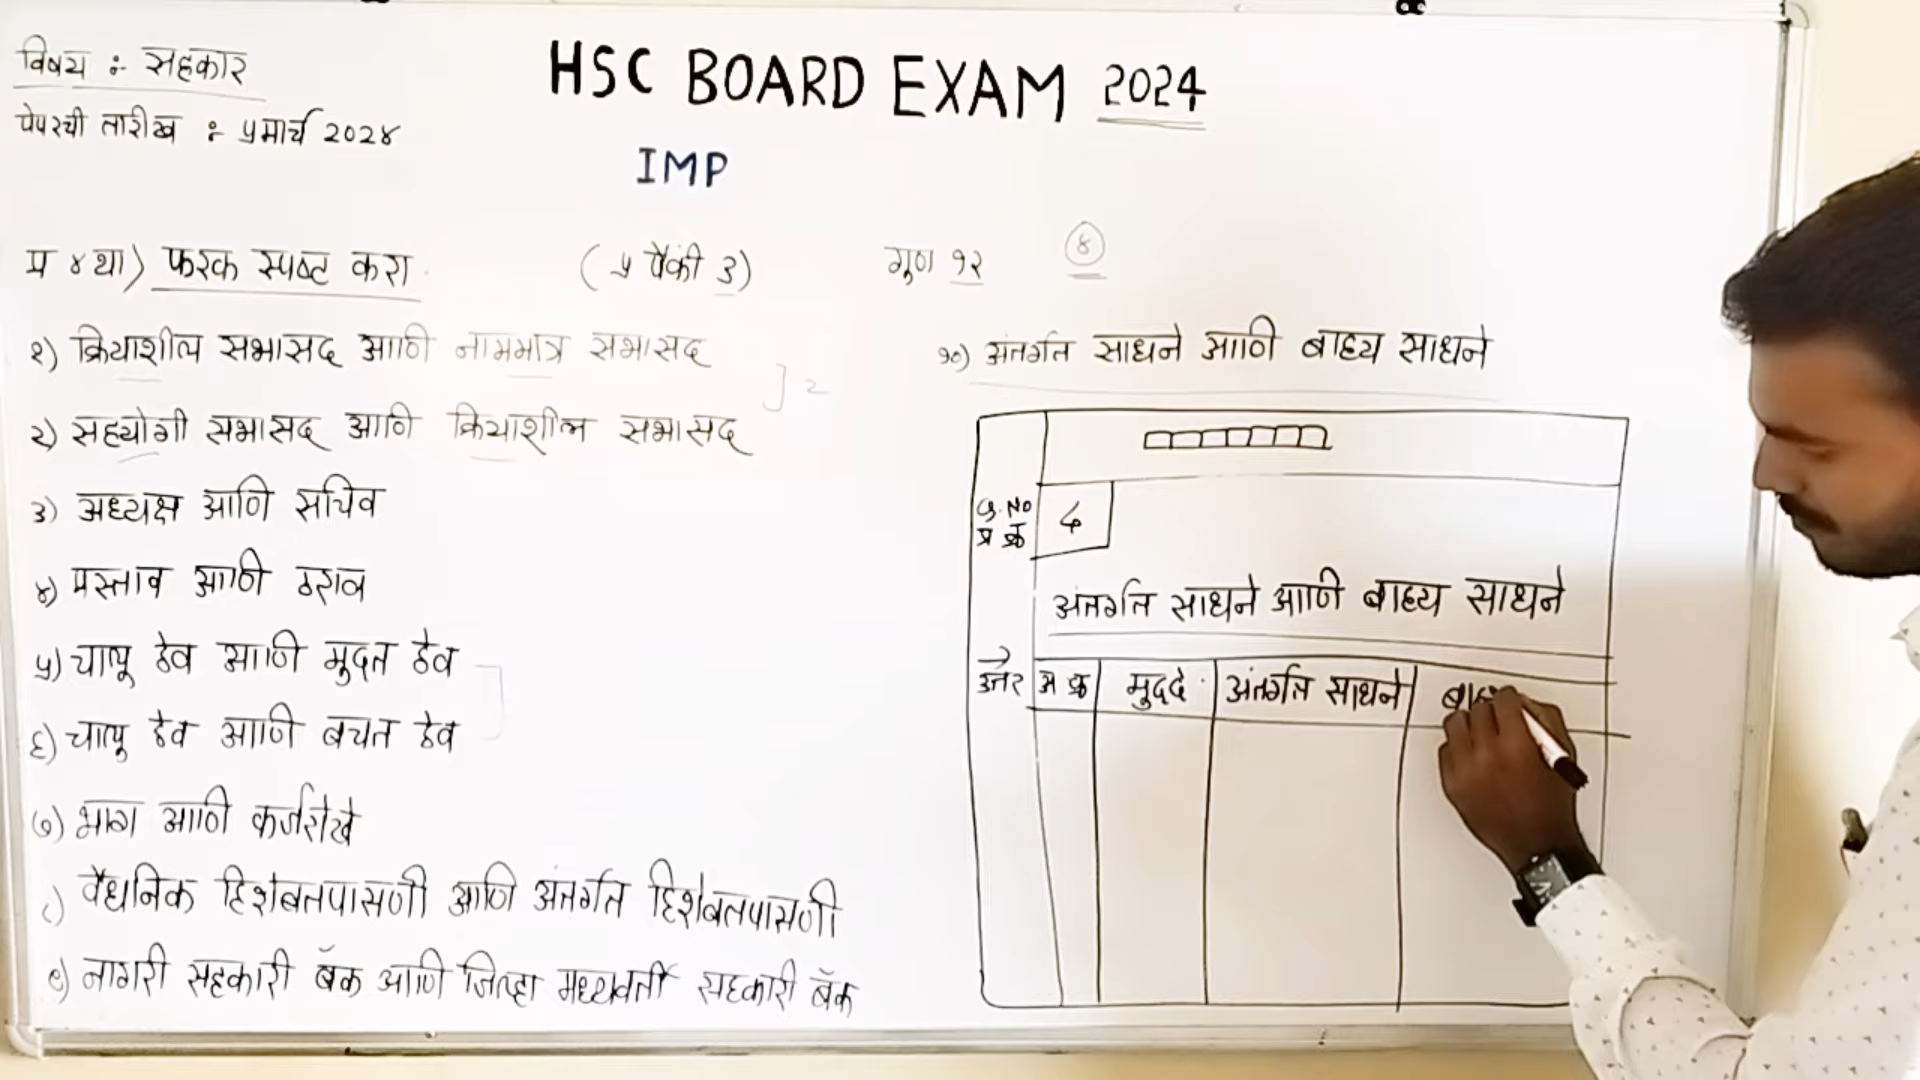 विषय :- सहकार
पेपरची तारीख :- ५ मार्च २०२४
HSC BOARD EXAM 2024
IMP
प्र ४ था) फरक स्पष्ट करा.
(५ पैकी ३)
गुण १२
४
१) क्रियाशील सभासद आणि नाममात्र सभासद
] 2
२) सहयोगी सभासद आणि क्रियाशील सभासद
३) अध्यक्ष आणि सचिव
४) प्रस्ताव आणि ठराव
५) चालू ठेव आणि मुदत ठेव
६) चालू ठेव आणि बचत ठेव
७) भाग आणि कर्जरोखे
८) वैधानिक हिशेबतपासणी आणि अंतर्गत हिशेबतपासणी
९) नागरी सहकारी बँक आणि जिल्हा मध्यवर्ती सहकारी बँक
१०) अंतर्गत साधने आणि बाह्य साधने
Q.No
प्र क्र
४
अंतर्गत साधने आणि बाह्य साधने
उत्तर
अ क्र
मुद्दे
अंतर्गत साधने